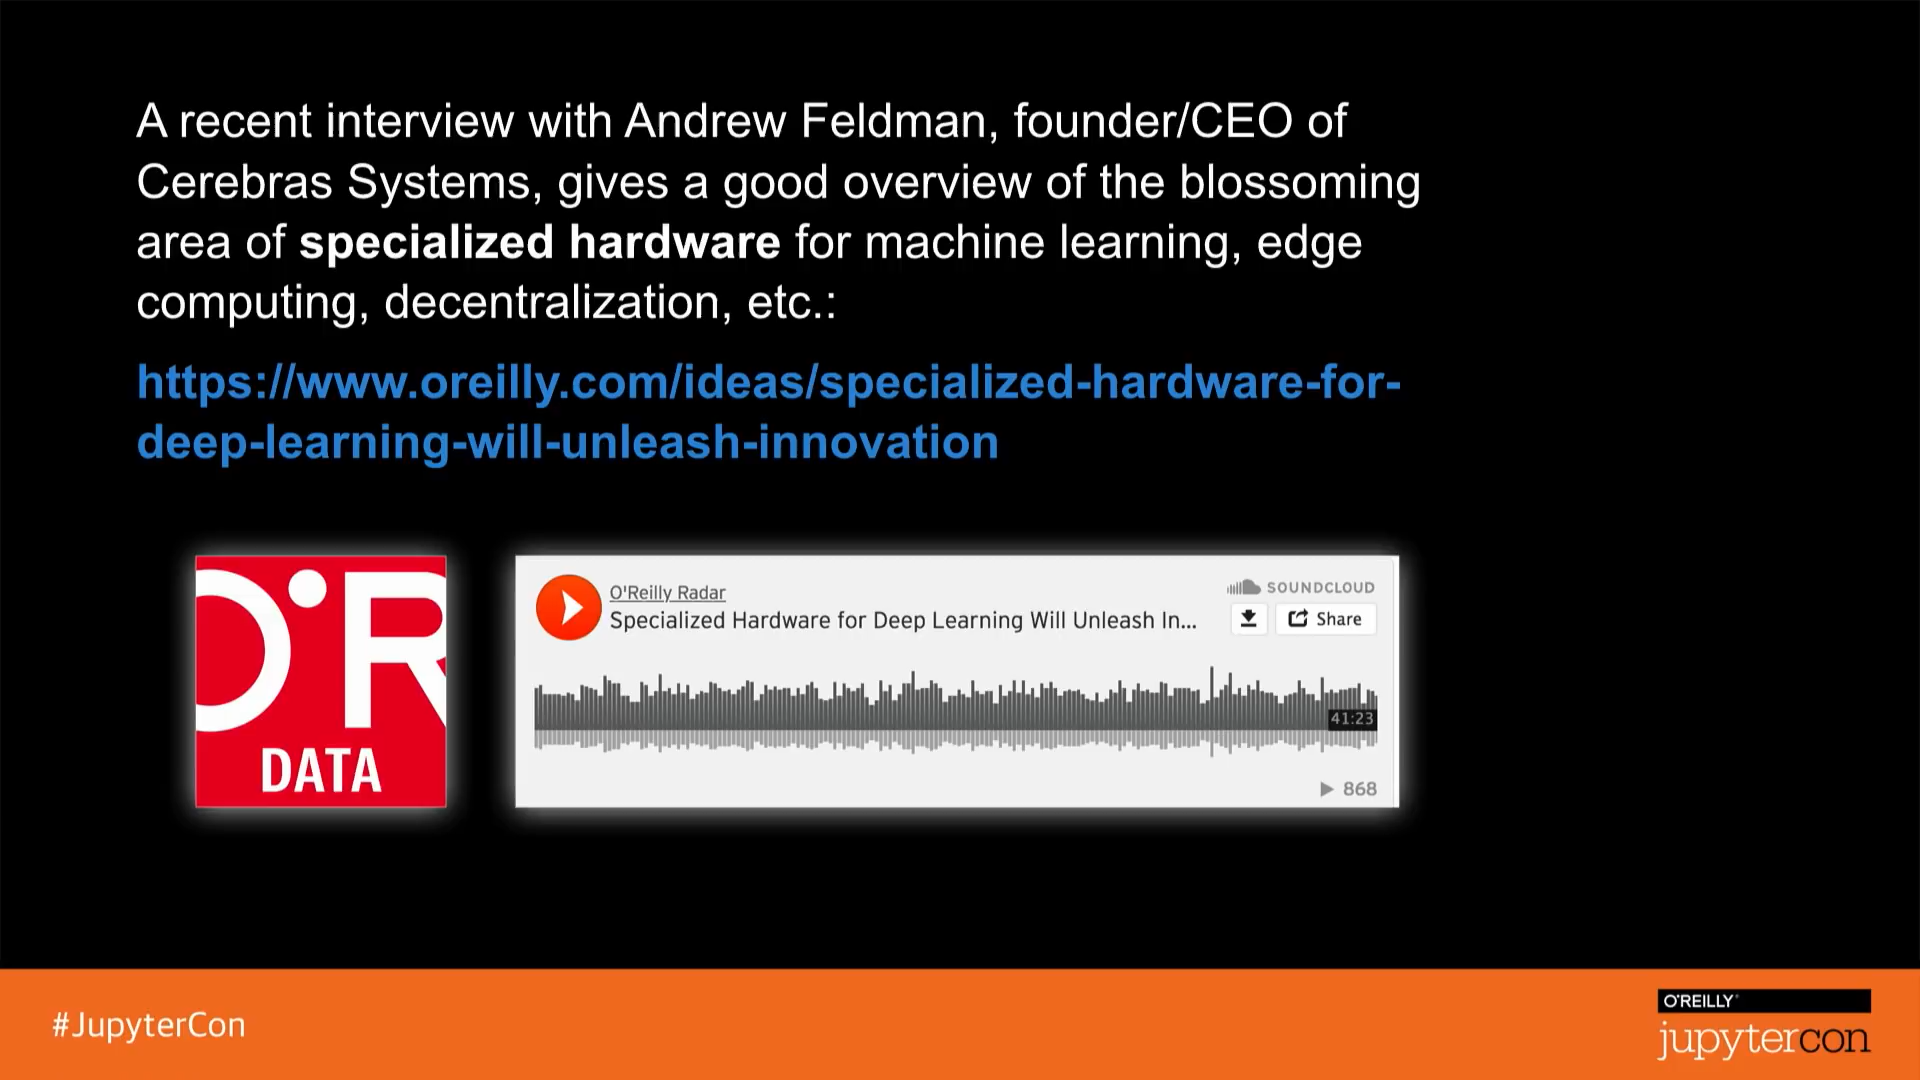 A recent interview with Andrew Feldman, founder/CEO of
Cerebras Systems, gives a good overview of the blossoming
area of specialized hardware for machine learning, edge
computing, decentralization, etc.:
https://www.oreilly.com/ideas/specialized-hardware-for-
deep-learning-will-unleash-innovation
O'R
DATA
O'Reilly Radar
SOUNDCLOUD
Specialized Hardware for Deep Learning Will Unleash In...
Share
41:23
868
#JupyterCon
O'REILLY®
jupytercon